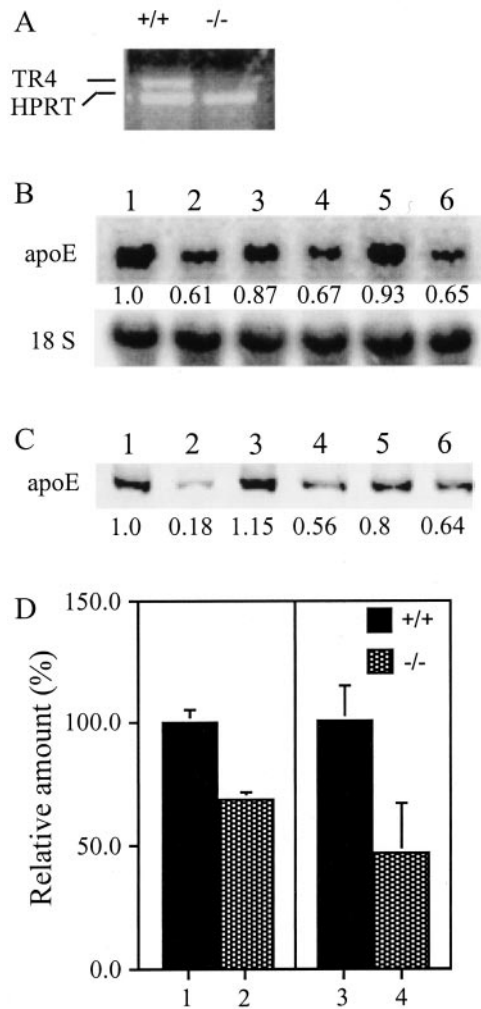 A
+/+ -/-
TR4
HPRT
B
1 2 3 4 5 6
apoE
1.0 0.61 0.87 0.67 0.93 0.65
18 S
C
1 2 3 4 5 6
apoE
1.0 0.18 1.15 0.56 0.8 0.64
D
Relative amount (%)
150.0
100.0
50.0
0.0
+/+
-/-
1 2 3 4